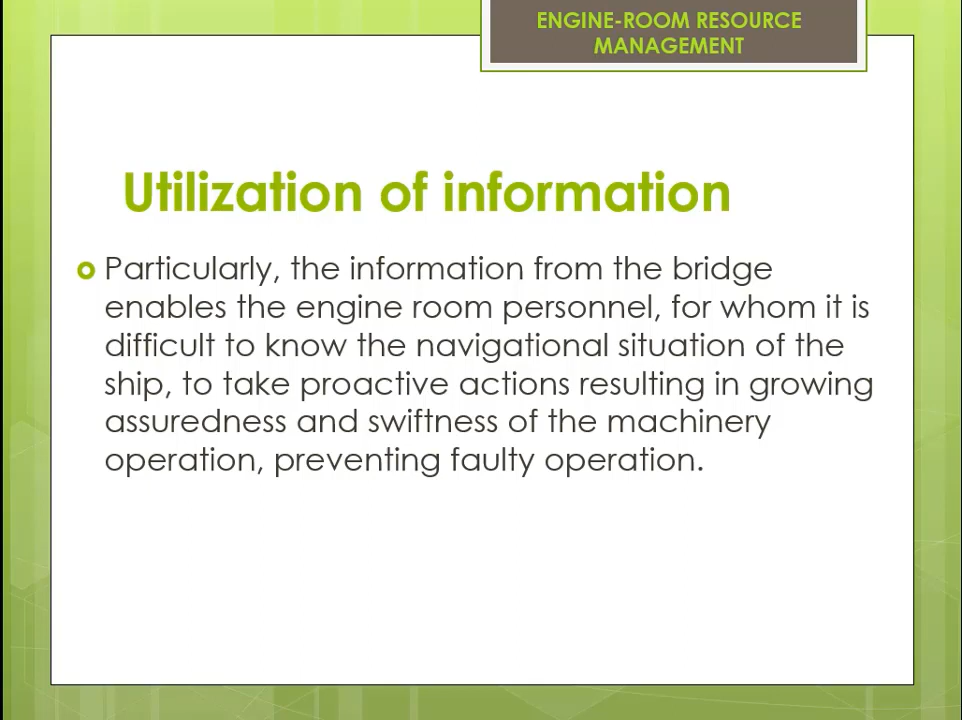 ENGINE-ROOM RESOURCE
MANAGEMENT
Utilization of information
Particularly, the information from the bridge
enables the engine room personnel, for whom it is
difficult to know the navigational situation of the
ship, to take proactive actions resulting in growing
assuredness and swiftness of the machinery
operation, preventing faulty operation.